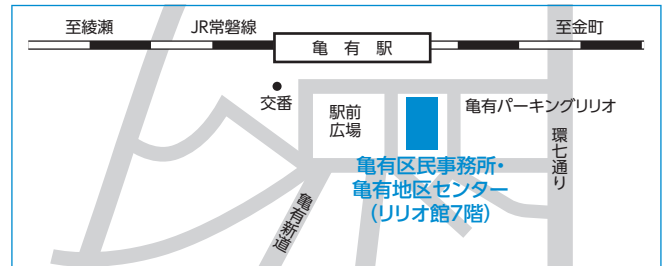 至綾瀬
JR常磐線
至金町
亀有駅
交番
駅前
広場
亀有パーキングリリオ
環七通り
亀有区民事務所・
亀有地区センター
(リリオ館7階)
亀有新道